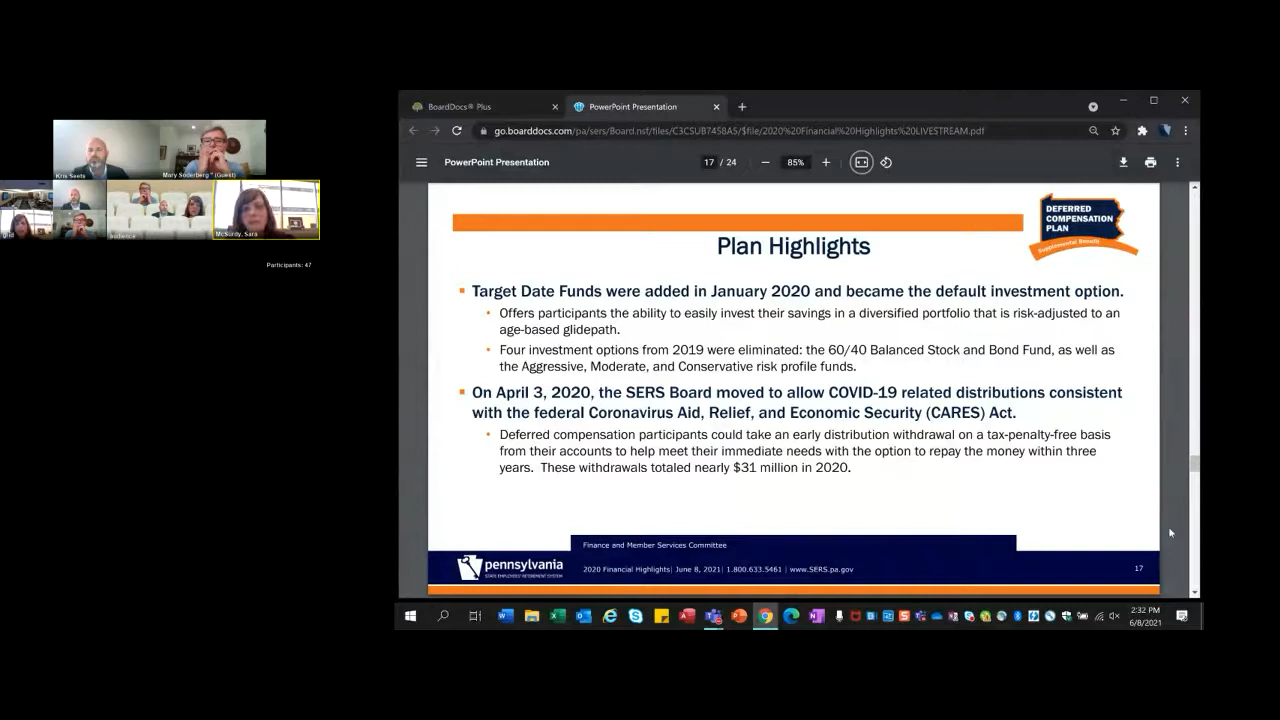 Kris Seets
Mary Söderberg " (Guest)
grid
audience
McSurdy, Sara
Participants: 47
BoardDocs® Plus
PowerPoint Presentation
go.boarddocs.com/pa/sers/Board.nsf/files/C3CSUB7458A5/$file/2020%20Financial%20Highlights%20LIVESTREAM.pdf
PowerPoint Presentation
17 / 24
85%
DEFERRED
COMPENSATION
PLAN
Supplemental Benefit
Plan Highlights
Target Date Funds were added in January 2020 and became the default investment option.
Offers participants the ability to easily invest their savings in a diversified portfolio that is risk-adjusted to an
age-based glidepath.
Four investment options from 2019 were eliminated: the 60/40 Balanced Stock and Bond Fund, as well as
the Aggressive, Moderate, and Conservative risk profile funds.
On April 3, 2020, the SERS Board moved to allow COVID-19 related distributions consistent
with the federal Coronavirus Aid, Relief, and Economic Security (CARES) Act.
Deferred compensation participants could take an early distribution withdrawal on a tax-penalty-free basis
from their accounts to help meet their immediate needs with the option to repay the money within three
years. These withdrawals totaled nearly $31 million in 2020.
Finance and Member Services Committee
pennsylvania
STATE EMPLOYEES' RETIREMENT SYSTEM
2020 Financial Highlights| June 8, 2021| 1.800.633.5461 | www.SERS.pa.gov
17
2:32 PM
6/8/2021